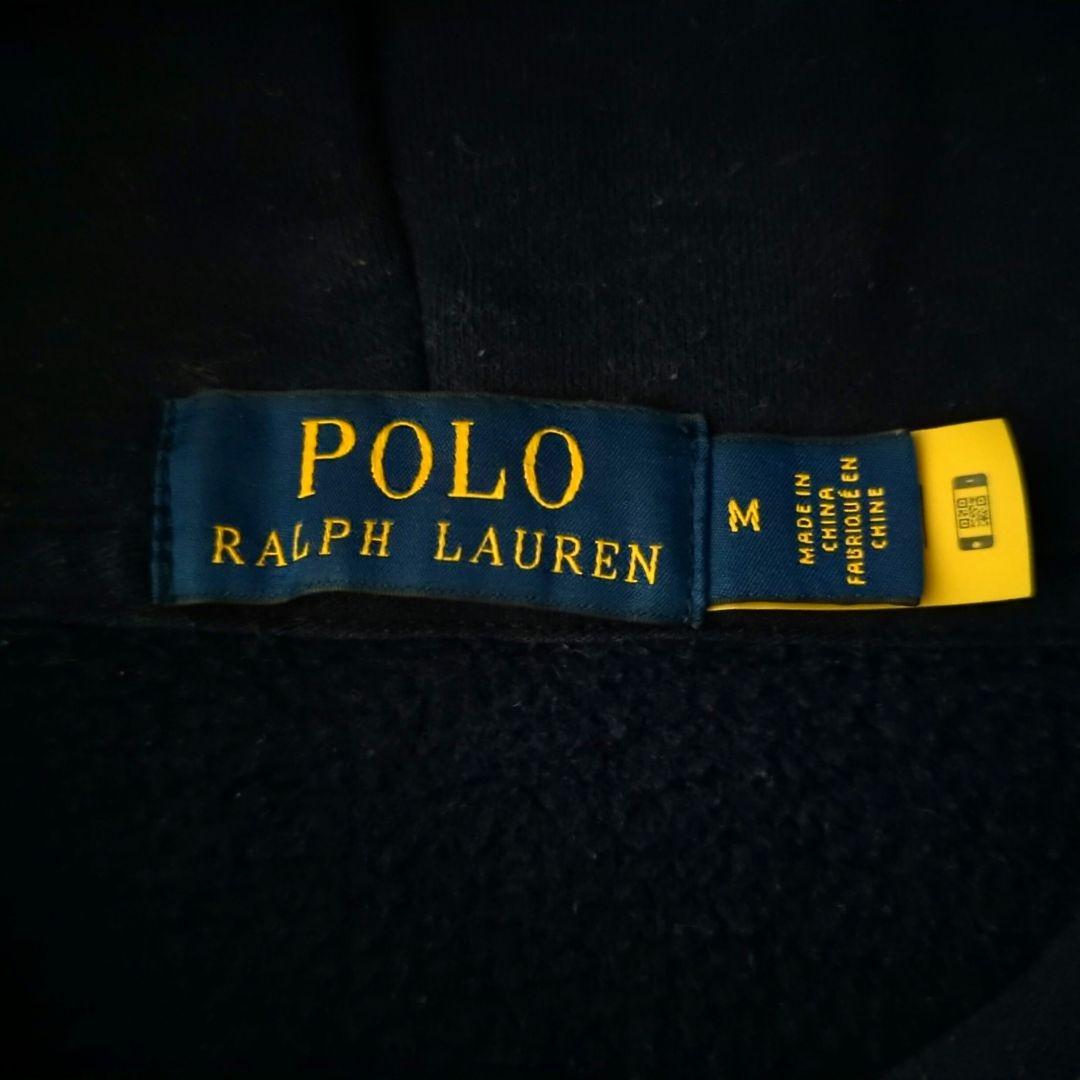 POLO
RALPH LAUREN
M
MADE IN
CHINA
FABRIQUÉ EN
CHINE